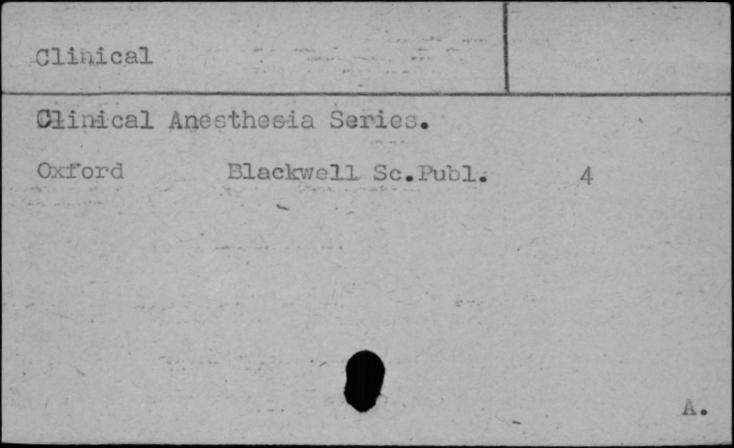 Clinical
Clinical Anesthesia Series.
Oxford Blackwell Sc.Publ. 4
A.